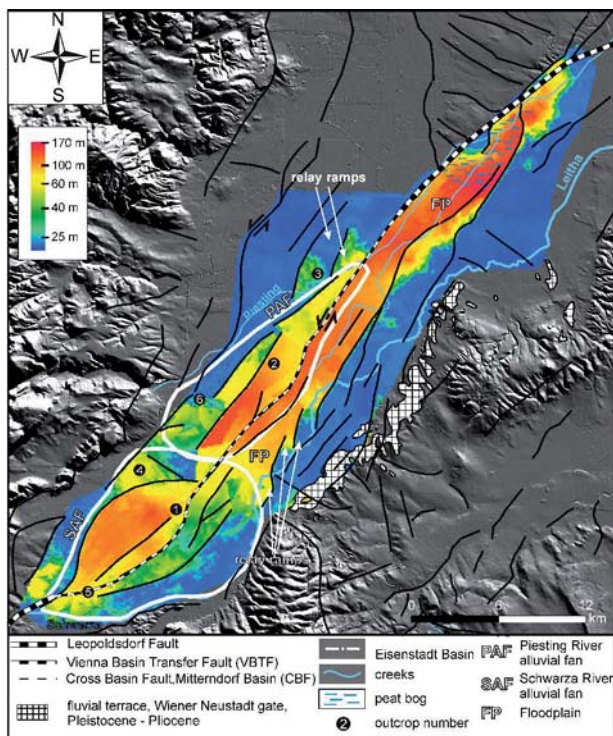 N
W E
S
170 m
100 m
60 m
25 m
relay ramps
Leitha
FP
3
Piesting
PAF
2
6
FP
4
SAF
1
relay ramps
5
0 6 12
km
Leopoldsdorf Fault
Vienna Basin Transfer Fault (VBTF)
Cross Basin Fault,Mitterndorf Basin (CBF)
fluvial terrace, Wiener Neustadt gate,
Pleistocene - Pliocene
Eisenstadt Basin
creeks
peat bog
2 outcrop number
PAF Piesting River
alluvial fan
SAF Schwarza River
alluvial fan
FP Floodplain